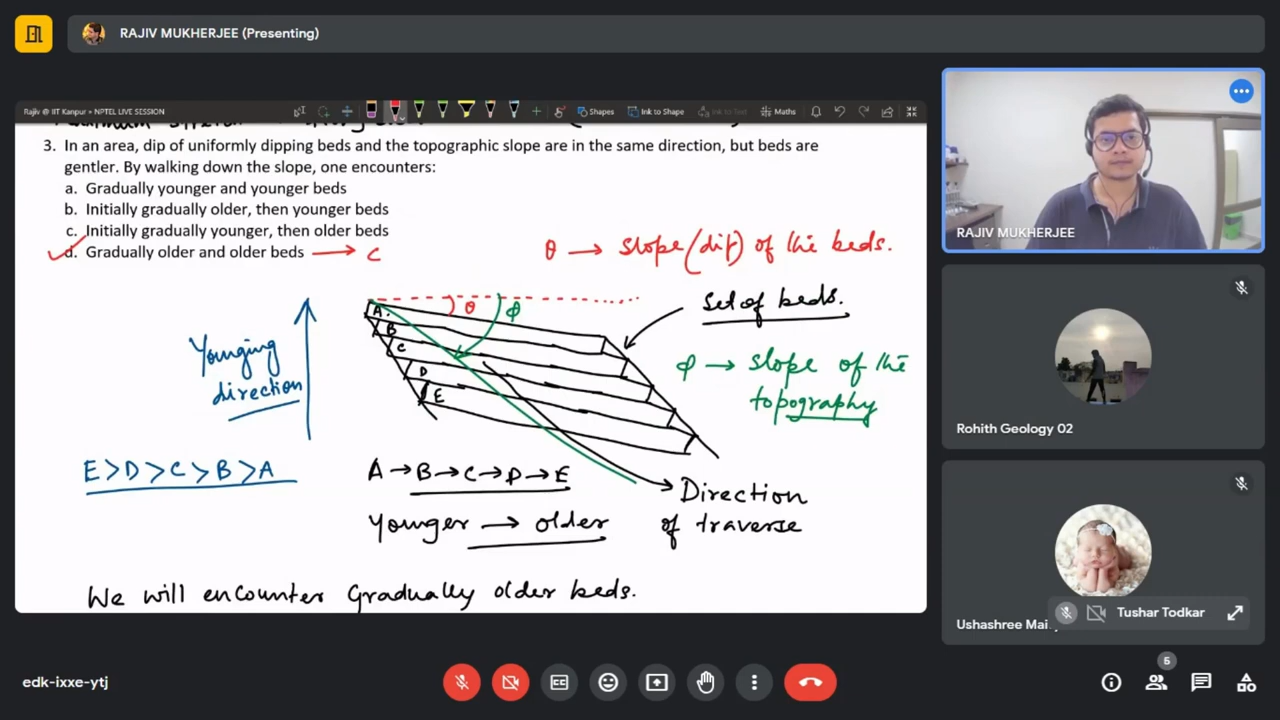 RAJIV MUKHERJEE (Presenting)
Rajiv @ IIT Kanpur » NPTEL LIVE SESSION
Shapes
Ink to Shape
Ink to Text
Maths
3. In an area, dip of uniformly dipping beds and the topographic slope are in the same direction, but beds are
gentler. By walking down the slope, one encounters:
a. Gradually younger and younger beds
b. Initially gradually older, then younger beds
c. Initially gradually younger, then older beds
d. Gradually older and older beds → C
θ → slope (dip) of the beds.
Set of beds.
A.
B
C
D
E
θ
φ
φ → slope of the
topography
Younging
direction
E > D > C > B > A
A → B → C → D → E
Younger → older
Direction
of traverse
We will encounter Gradually older beds.
RAJIV MUKHERJEE
Rohith Geology 02
Ushashree
Tushar Todkar
edk-ixxe-ytj
5